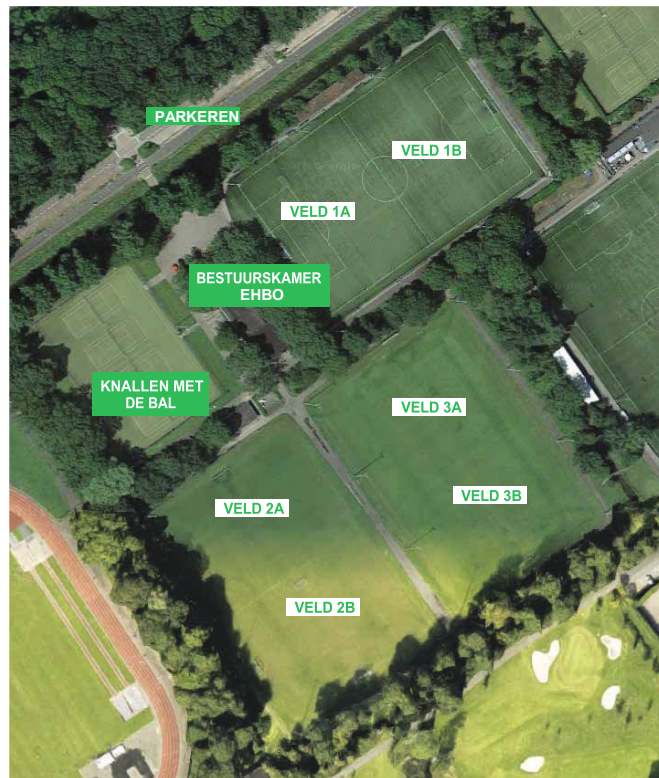 PARKEREN
VELD 1B
VELD 1A
BESTUURSKAMER
EHBO
KNALLEN MET
DE BAL
VELD 3A
VELD 3B
VELD 2A
VELD 2B